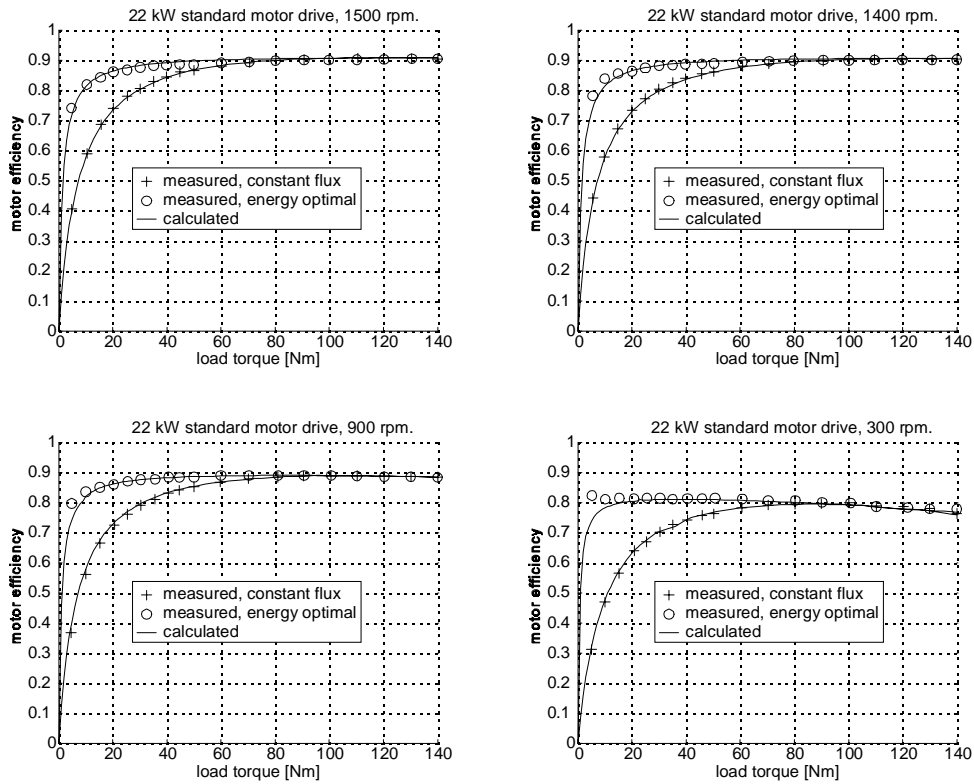 22 kW standard motor drive, 1500 rpm.
1
0.9
0.8
0.7
0.6
0.5
0.4
0.3
0.2
0.1
0
motor efficiency
measured, constant flux
measured, energy optimal
calculated
0 20 40 60 80 100 120 140
load torque [Nm]
22 kW standard motor drive, 1400 rpm.
1
0.9
0.8
0.7
0.6
0.5
0.4
0.3
0.2
0.1
0
motor efficiency
measured, constant flux
measured, energy optimal
calculated
0 20 40 60 80 100 120 140
load torque [Nm]
22 kW standard motor drive, 900 rpm.
1
0.9
0.8
0.7
0.6
0.5
0.4
0.3
0.2
0.1
0
motor efficiency
measured, constant flux
measured, energy optimal
calculated
0 20 40 60 80 100 120 140
load torque [Nm]
22 kW standard motor drive, 300 rpm.
1
0.9
0.8
0.7
0.6
0.5
0.4
0.3
0.2
0.1
0
motor efficiency
measured, constant flux
measured, energy optimal
calculated
0 20 40 60 80 100 120 140
load torque [Nm]